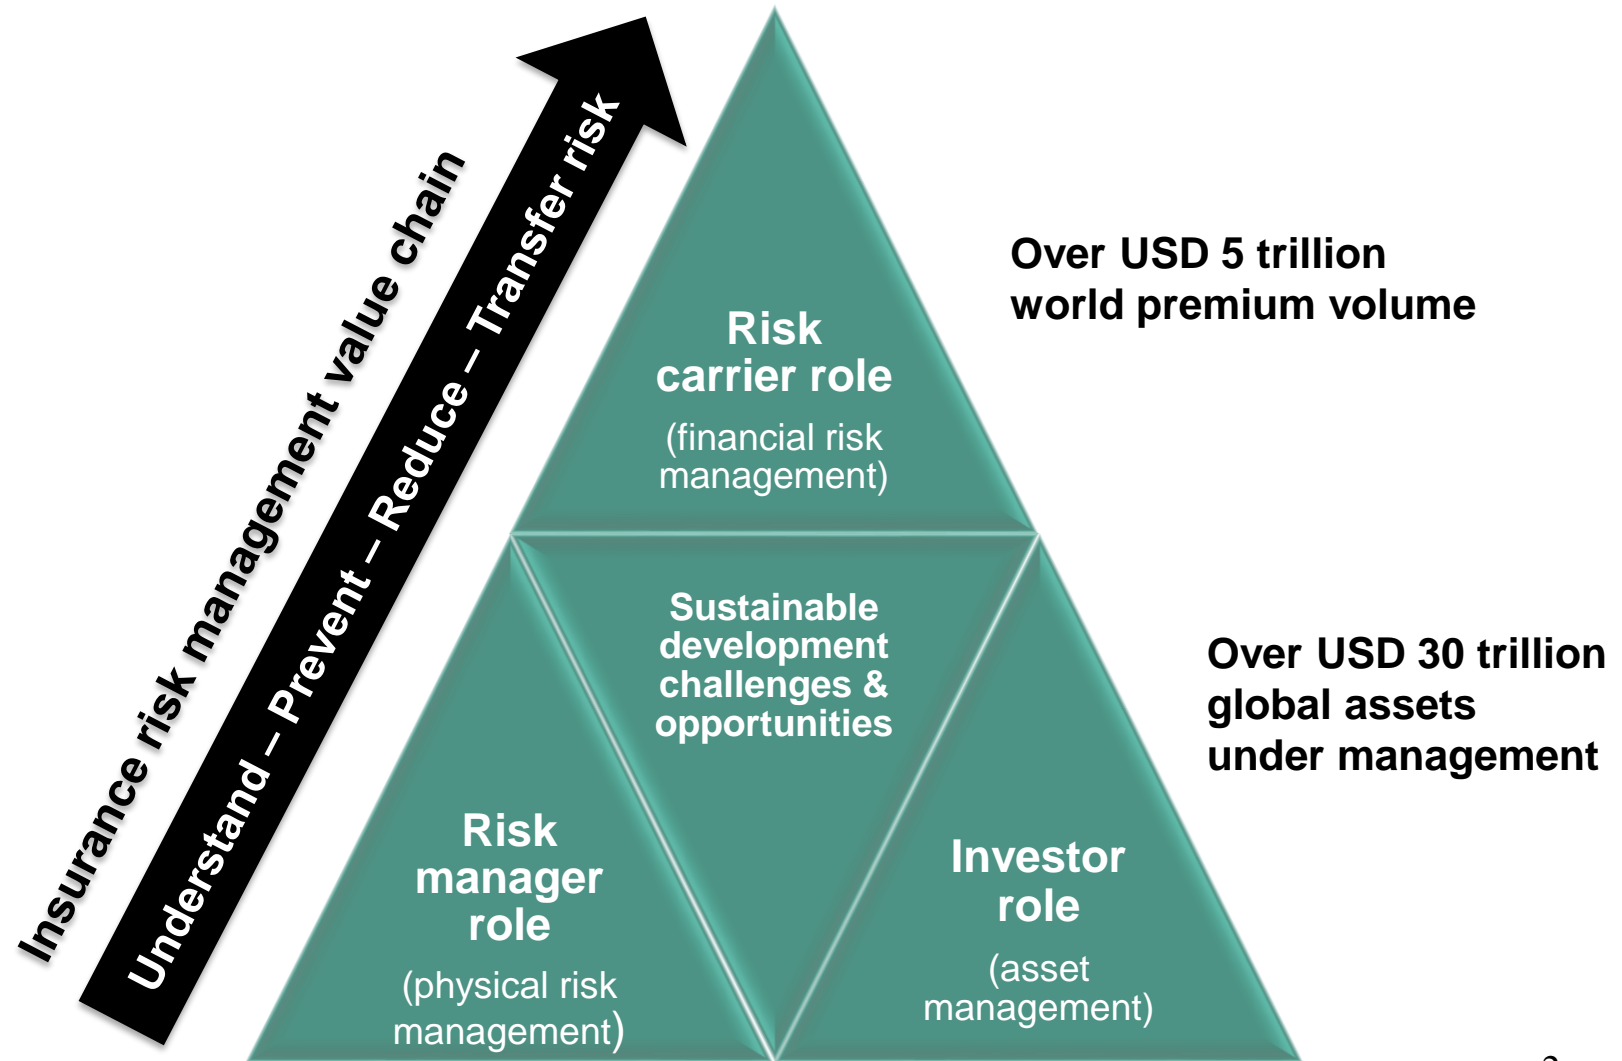 Insurance risk management value chain
Understand – Prevent – Reduce – Transfer risk
Over USD 5 trillion
world premium volume
Risk
carrier role
(financial risk
management)
Sustainable
development
challenges &
opportunities
Over USD 30 trillion
global assets
under management
Risk
manager
role
(physical risk
management)
Investor
role
(asset
management)